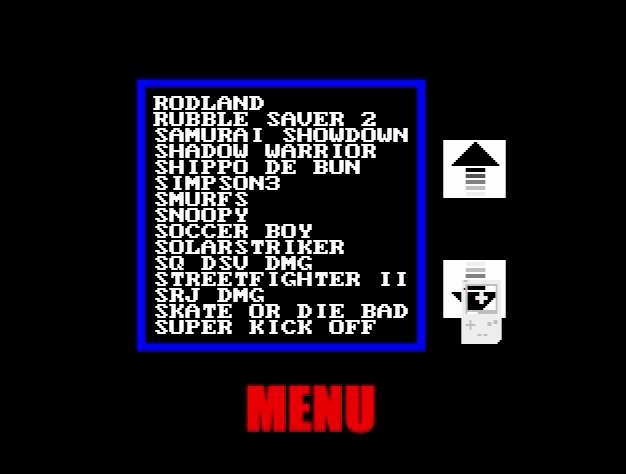 RODLAND
RUBBLE SAVER 2
SAMURAI SHOWDOWN
SHADOW WARRIOR
SHIPPO DE BUN
SIMPSON3
SMURFS
SNOOPY
SOCCER BOY
SOLARSTRIKER
SQ DSV DMG
STREETFIGHTER II
SRJ DMG
SKATE OR DIE BAD
SUPER KICK OFF
MENU